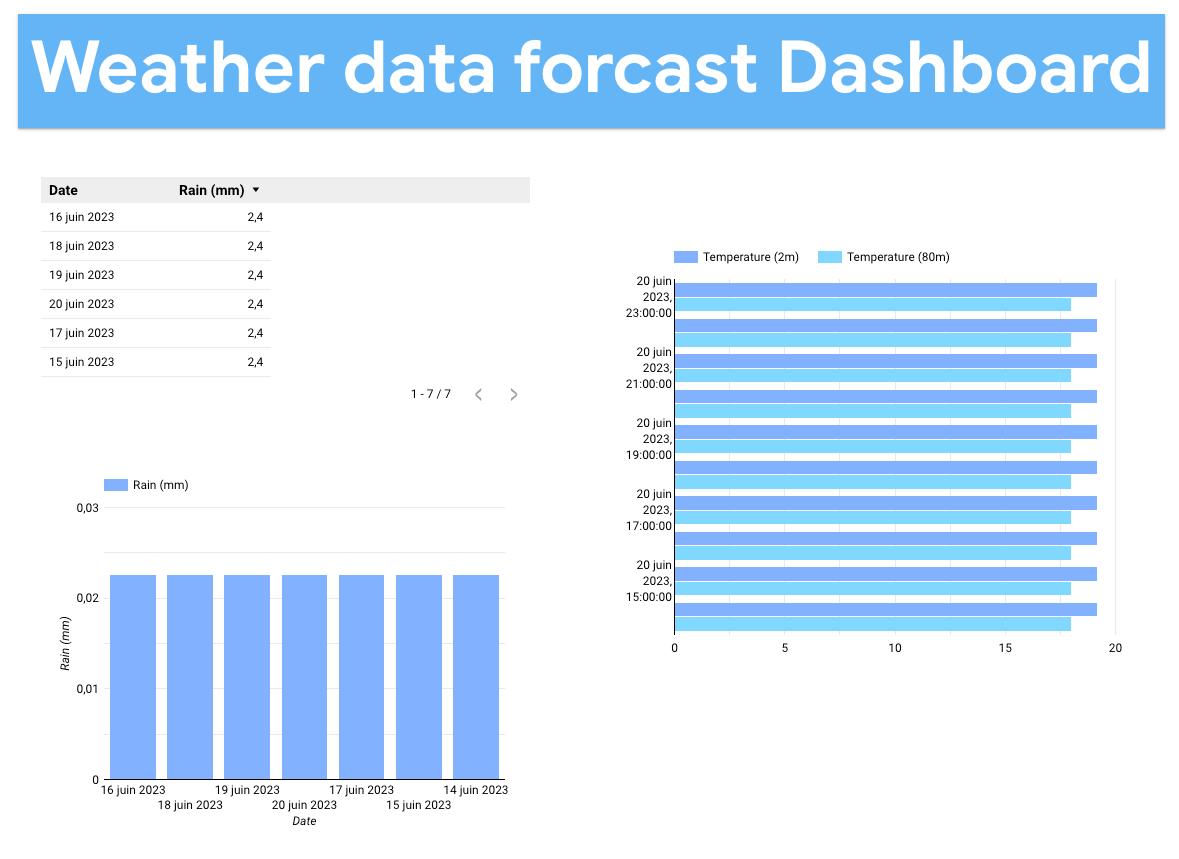 Weather data forcast Dashboard
Date Rain (mm)
16 juin 2023 2,4
18 juin 2023 2,4
19 juin 2023 2,4
20 juin 2023 2,4
17 juin 2023 2,4
15 juin 2023 2,4
1 - 7 / 7
Rain (mm)
0,03
0,02
0,01
0
Rain (mm)
16 juin 2023 19 juin 2023 17 juin 2023 14 juin 2023
18 juin 2023 20 juin 2023 15 juin 2023
Date
Temperature (2m) Temperature (80m)
20 juin
2023,
23:00:00
20 juin
2023,
21:00:00
20 juin
2023,
19:00:00
20 juin
2023,
17:00:00
20 juin
2023,
15:00:00
0 5 10 15 20